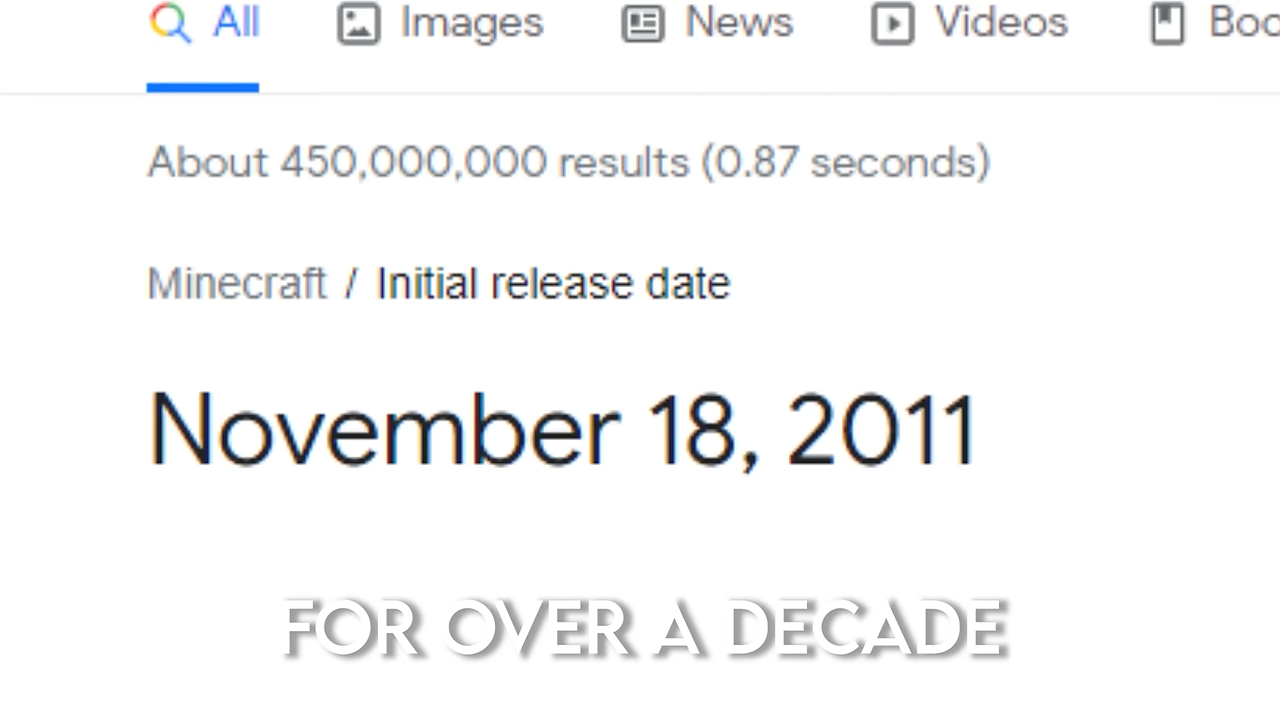 All Images News Videos
About 450,000,000 results (0.87 seconds)
Minecraft / Initial release date
November 18, 2011
FOR OVER A DECADE